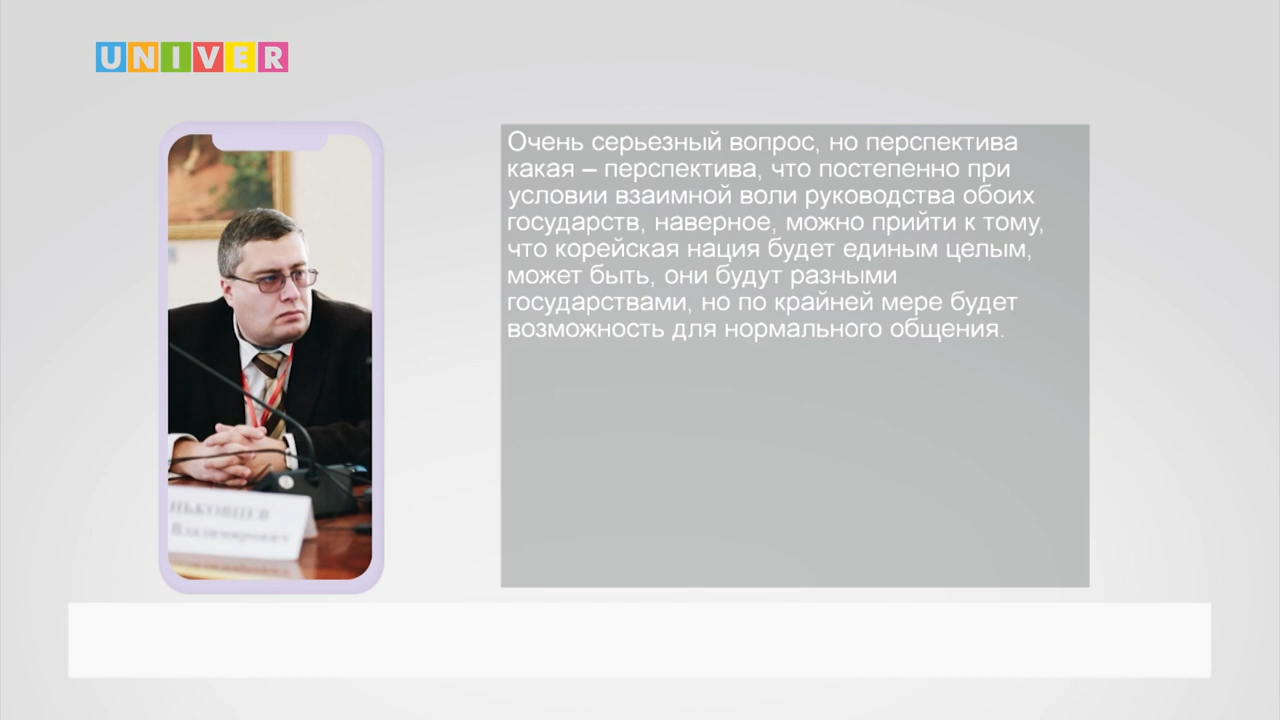 UNIVER
Очень серьезный вопрос, но перспектива
какая – перспектива, что постепенно при
условии взаимной воли руководства обоих
государств, наверное, можно прийти к тому,
что корейская нация будет единым целым,
может быть, они будут разными
государствами, но по крайней мере будет
возможность для нормального общения.
НЬКОВЦЕВ
Владимирович